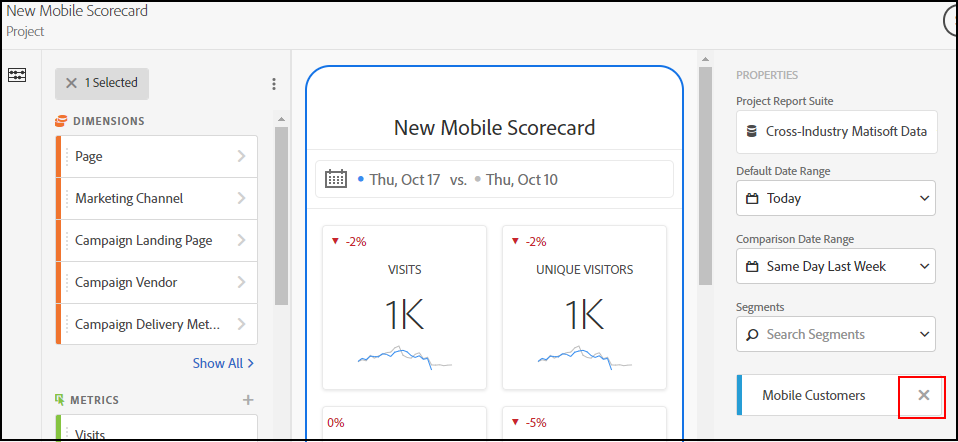 New Mobile Scorecard
Project
1 Selected
DIMENSIONS
Page
Marketing Channel
Campaign Landing Page
Campaign Vendor
Campaign Delivery Met...
Show All
METRICS
Visits
New Mobile Scorecard
Thu, Oct 17 vs. Thu, Oct 10
-2%
VISITS
1K
-2%
UNIQUE VISITORS
1K
0%
-5%
PROPERTIES
Project Report Suite
Cross-Industry Matisoft Data
Default Date Range
Today
Comparison Date Range
Same Day Last Week
Segments
Search Segments
Mobile Customers